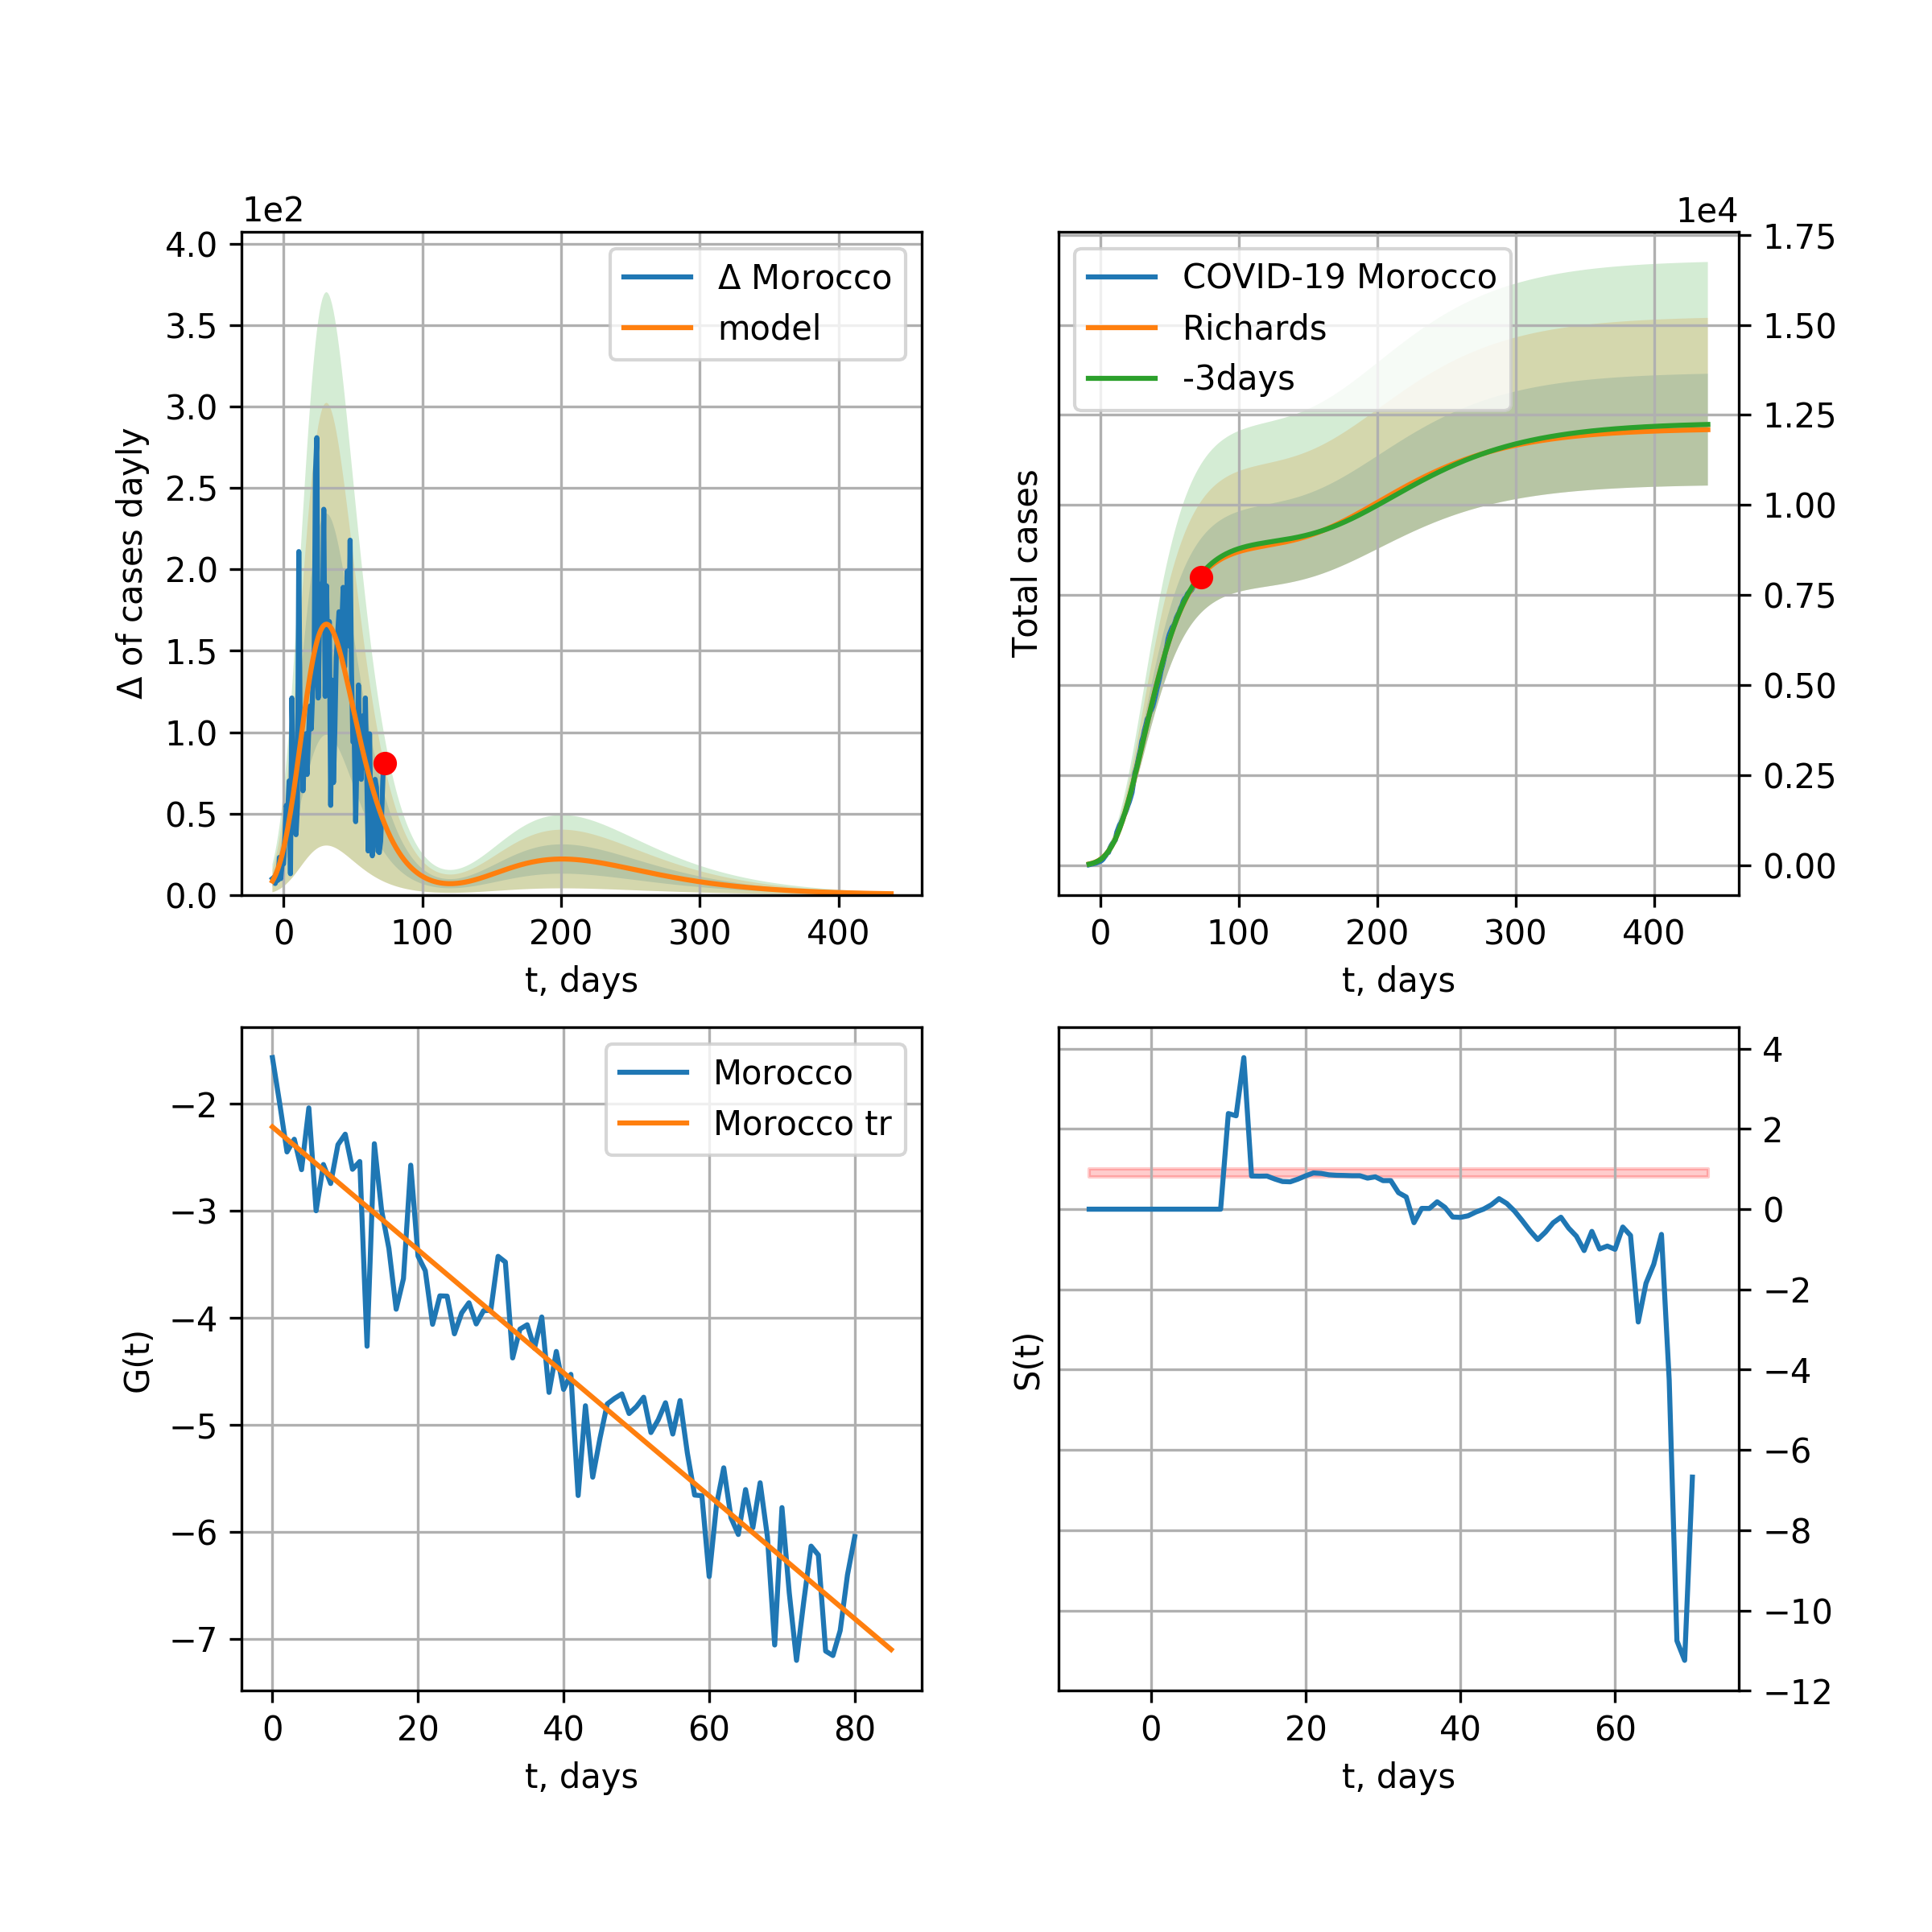 1e2
4.0
3.5
3.0
2.5
2.0
1.5
1.0
0.5
0.0
Δ of cases dayly
Δ Morocco
model
0 100 200 300 400
t, days
1e4
1.75
1.50
1.25
1.00
0.75
0.50
0.25
0.00
Total cases
COVID-19 Morocco
Richards
-3days
0 100 200 300 400
t, days
−2
−3
−4
−5
−6
−7
G(t)
Morocco
Morocco tr
0 20 40 60 80
t, days
4
2
0
−2
−4
−6
−8
−10
−12
S(t)
0 20 40 60
t, days